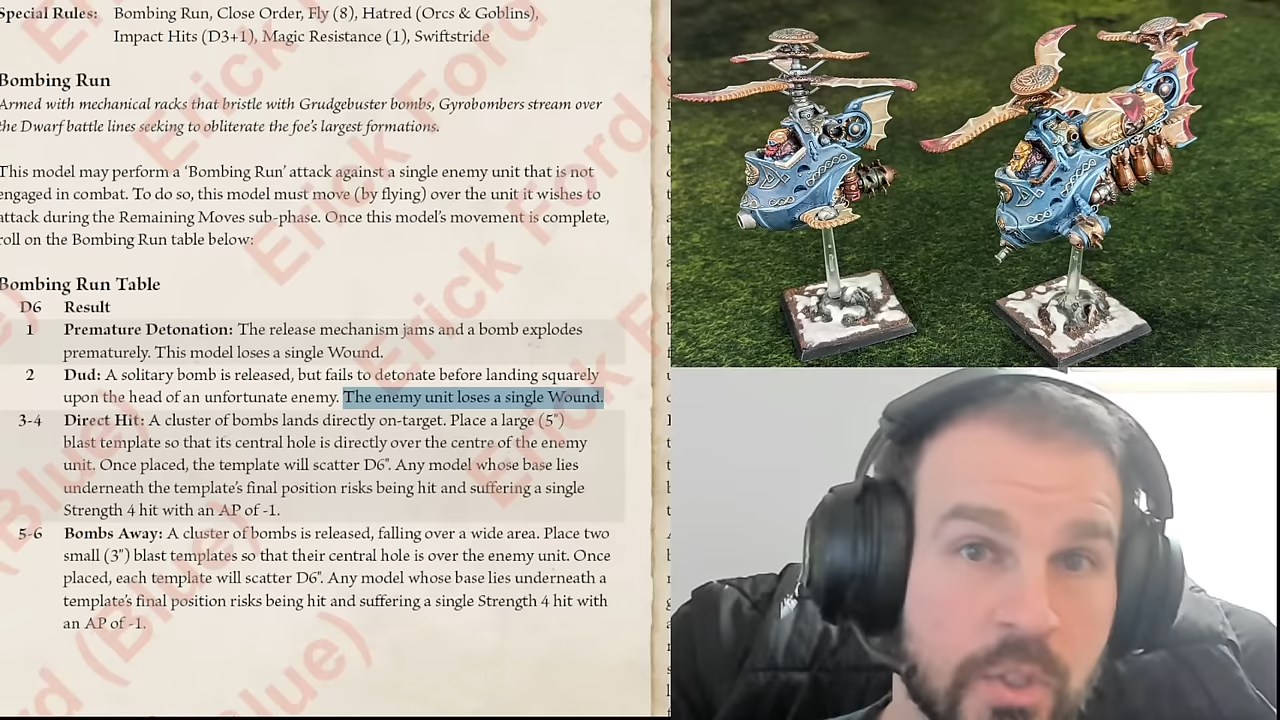 Special Rules: Bombing Run, Close Order, Fly (8), Hatred (Orcs & Goblins),
Impact Hits (D3+1), Magic Resistance (1), Swiftstride
Bombing Run
Armed with mechanical racks that bristle with Grudgebuster bombs, Gyrobombers stream over
the Dwarf battle lines seeking to obliterate the foe's largest formations.
This model may perform a 'Bombing Run' attack against a single enemy unit that is not
engaged in combat. To do so, this model must move (by flying) over the unit it wishes to
attack during the Remaining Moves sub-phase. Once this model's movement is complete,
roll on the Bombing Run table below:
Bombing Run Table
D6 Result
1 Premature Detonation: The release mechanism jams and a bomb explodes
prematurely. This model loses a single Wound.
2 Dud: A solitary bomb is released, but fails to detonate before landing squarely
upon the head of an unfortunate enemy. The enemy unit loses a single Wound.
3-4 Direct Hit: A cluster of bombs lands directly on-target. Place a large (5")
blast template so that its central hole is directly over the centre of the enemy
unit. Once placed, the template will scatter D6". Any model whose base lies
underneath the template's final position risks being hit and suffering a single
Strength 4 hit with an AP of -1.
5-6 Bombs Away: A cluster of bombs is released, falling over a wide area. Place two
small (3") blast templates so that their central hole is over the enemy unit. Once
placed, each template will scatter D6". Any model whose base lies underneath a
template's final position risks being hit and suffering a single Strength 4 hit with
an AP of -1.
Erick Ford (Blue)